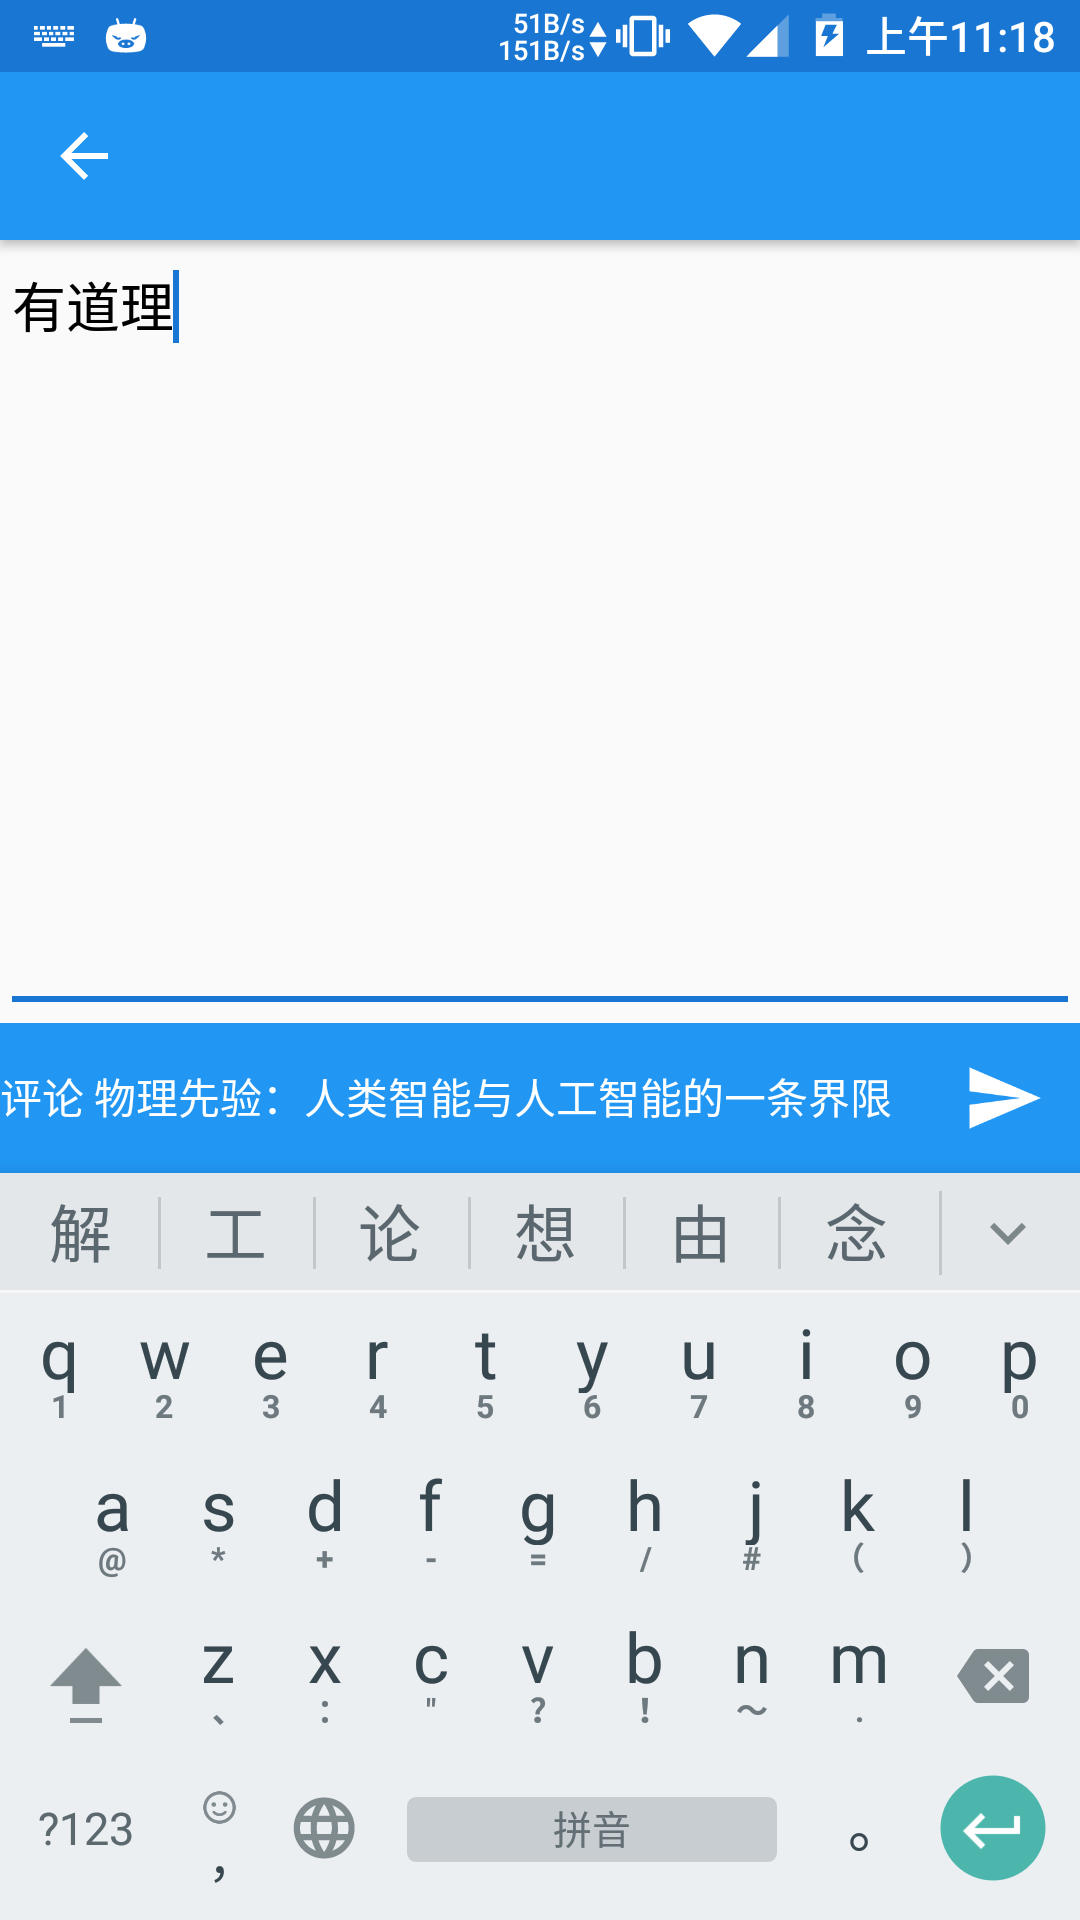 51B/s
151B/s
上午11:18
有道理
评论 物理先验：人类智能与人工智能的一条界限
解 工 论 想 由 念
q w e r t y u i o p
1 2 3 4 5 6 7 8 9 0
a s d f g h j k l
@ * + - = / # ( )
z x c v b n m
、 : " ? ! ～ .
?123 ， 拼音 。